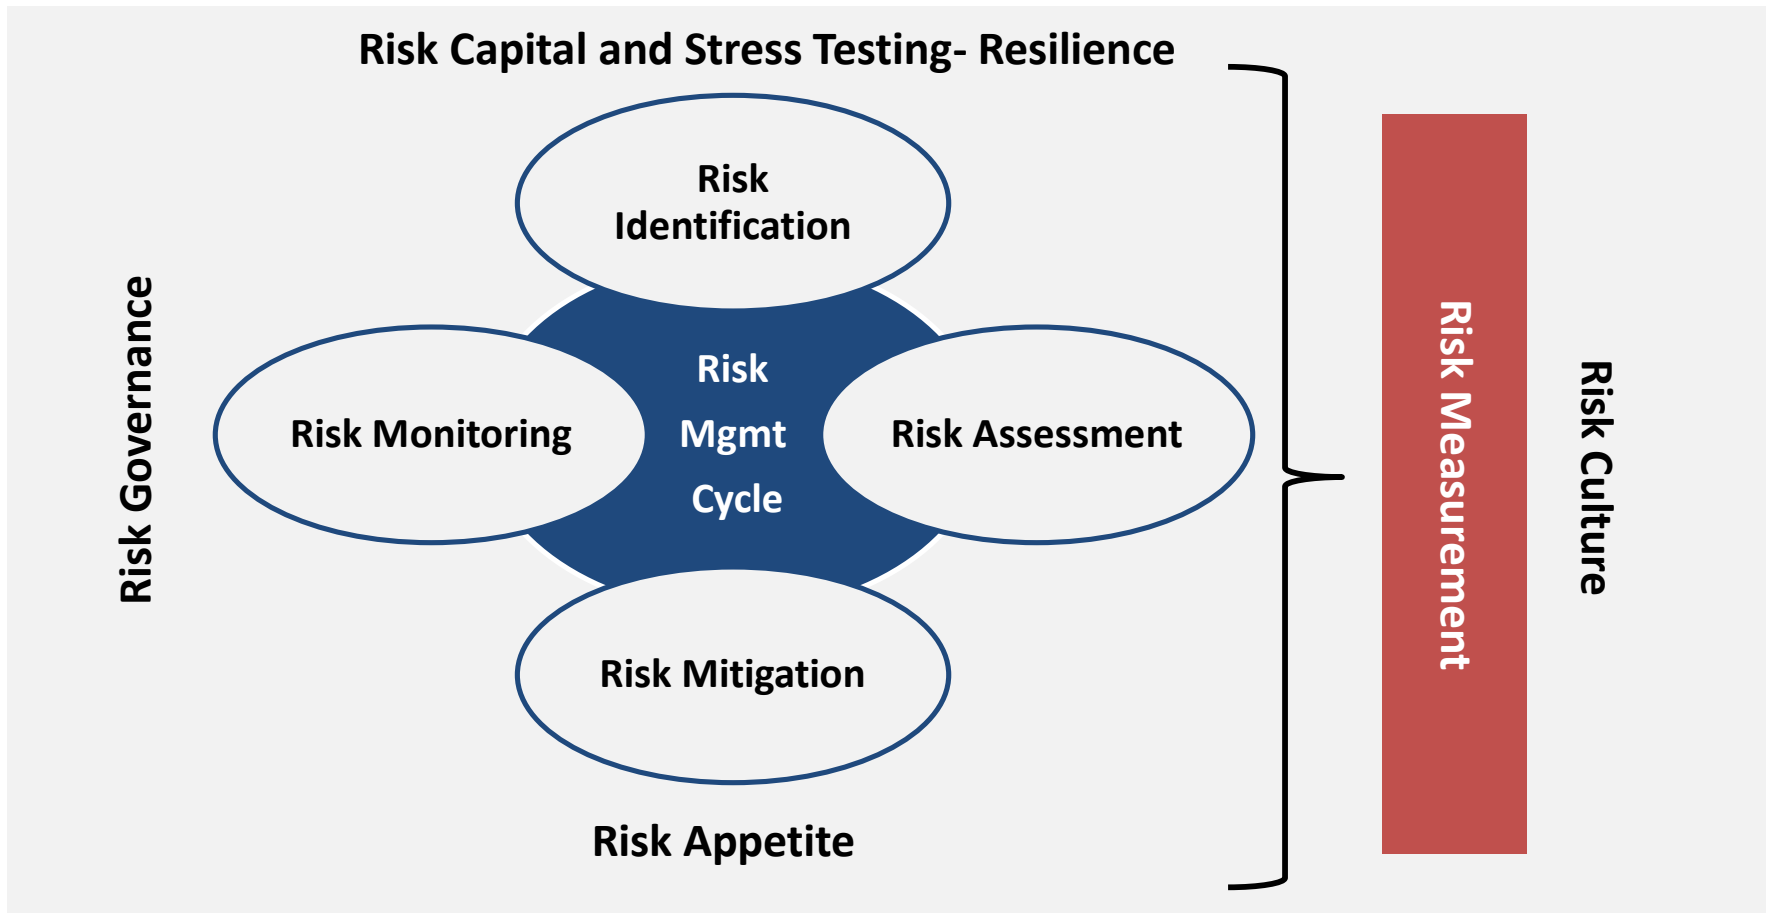 Risk Capital and Stress Testing- Resilience
Risk
Identification
Risk Governance
Risk Monitoring
Risk
Mgmt
Cycle
Risk Assessment
Risk Mitigation
Risk Appetite
Risk Measurement
Risk Culture